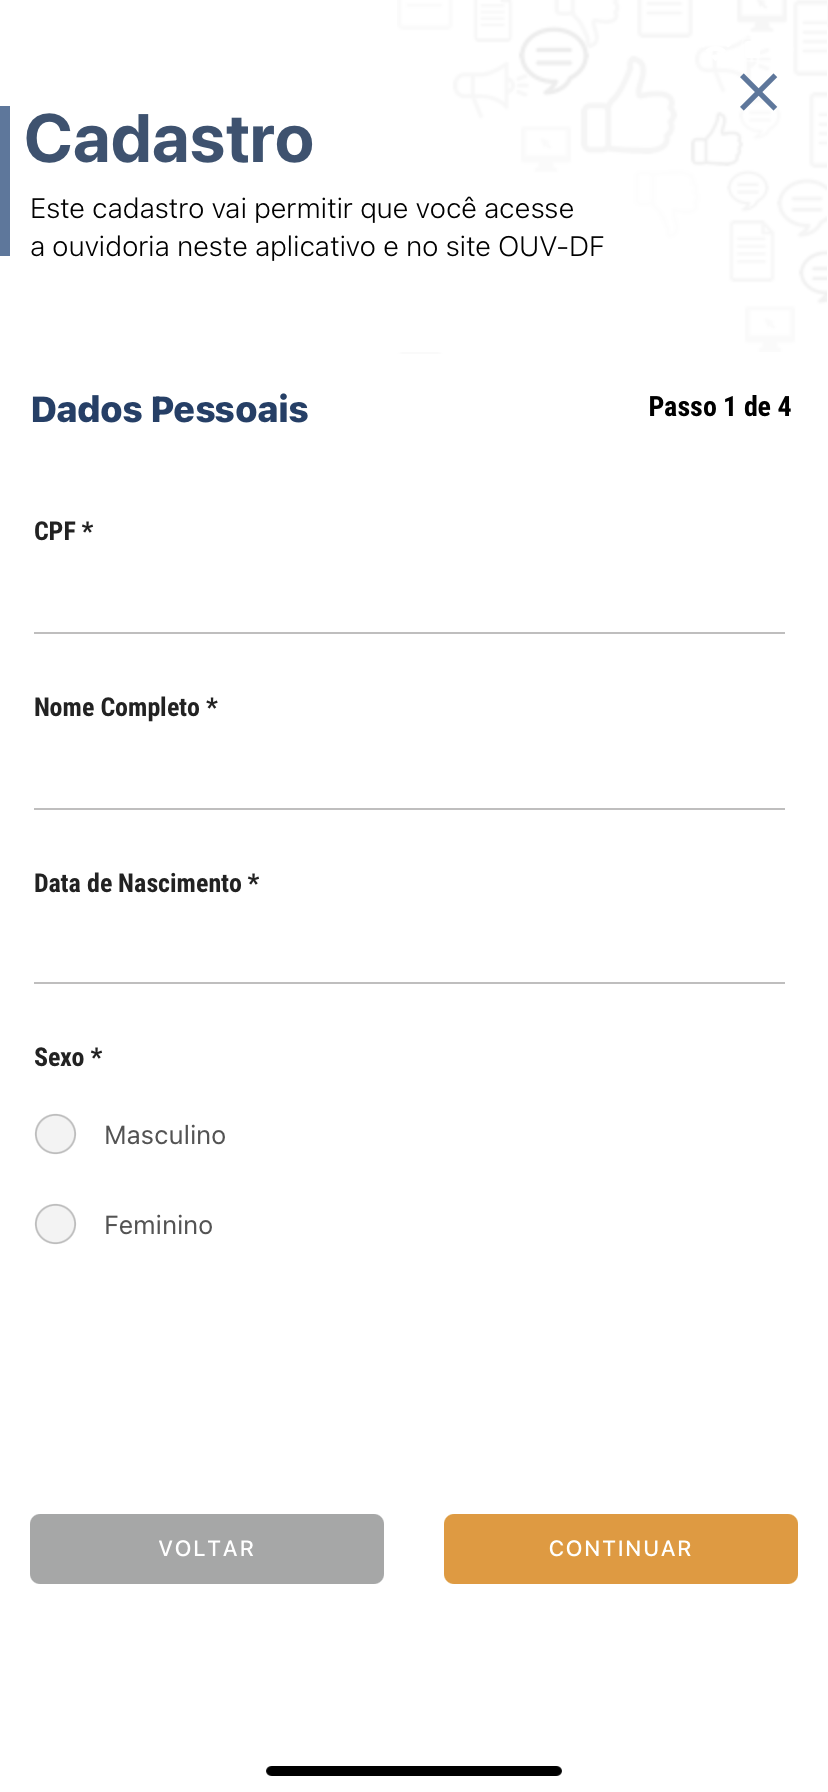 Cadastro
Este cadastro vai permitir que você acesse
a ouvidoria neste aplicativo e no site OUV-DF
Dados Pessoais
Passo 1 de 4
CPF *
Nome Completo *
Data de Nascimento *
Sexo *
Masculino
Feminino
VOLTAR
CONTINUAR